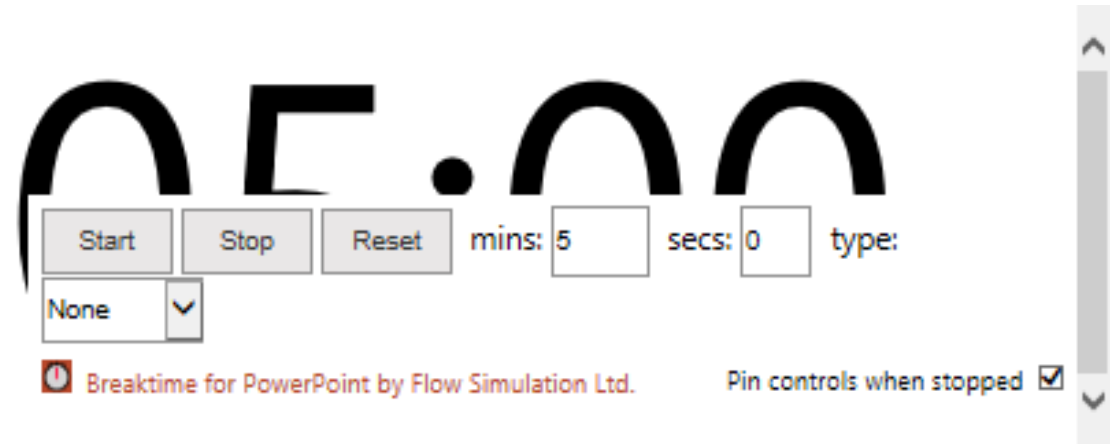 05:00
Start Stop Reset mins: 5 secs: 0 type:
None
Breaktime for PowerPoint by Flow Simulation Ltd. Pin controls when stopped